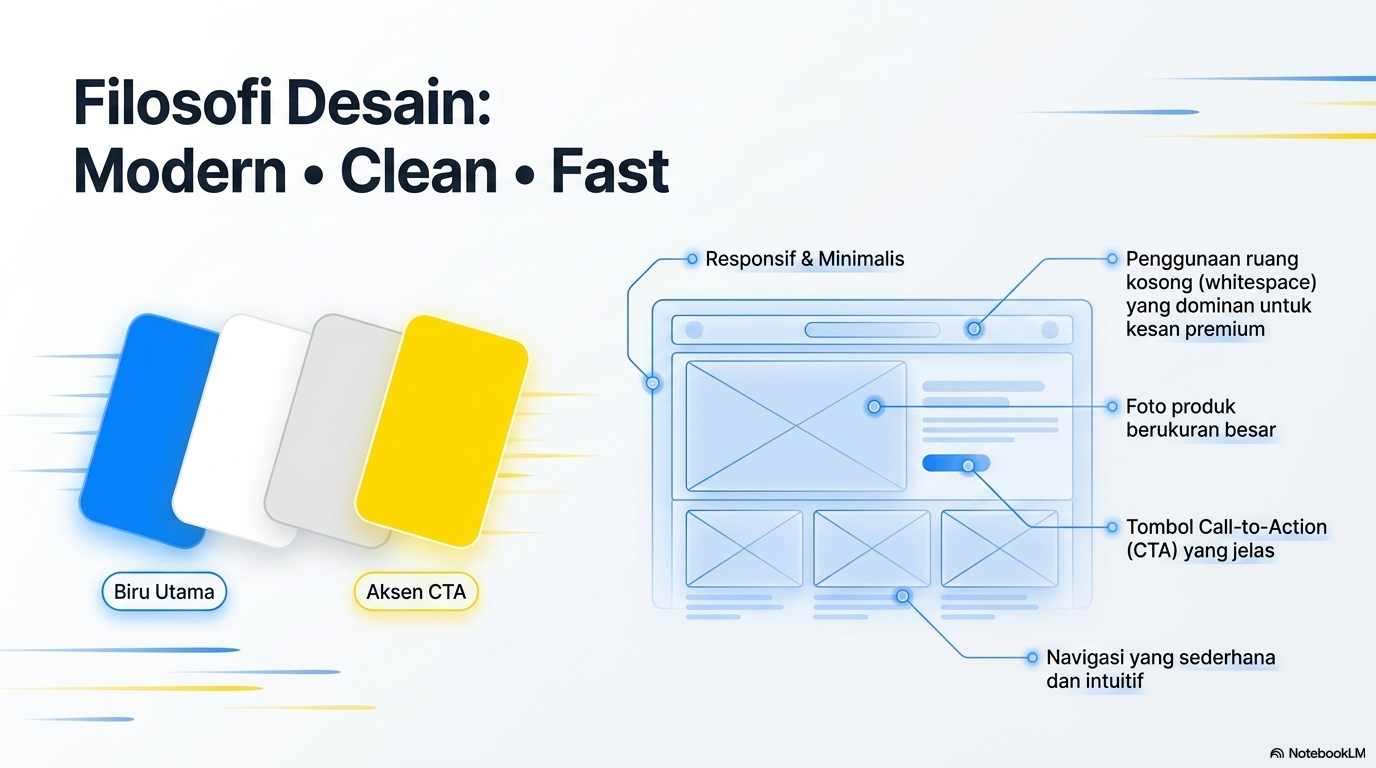 Filosofi Desain:
Modern • Clean • Fast
Biru Utama
Aksen CTA
Responsif & Minimalis
Penggunaan ruang
kosong (whitespace)
yang dominan untuk
kesan premium
Foto produk
berukuran besar
Tombol Call-to-Action
(CTA) yang jelas
Navigasi yang sederhana
dan intuitif
NotebookLM